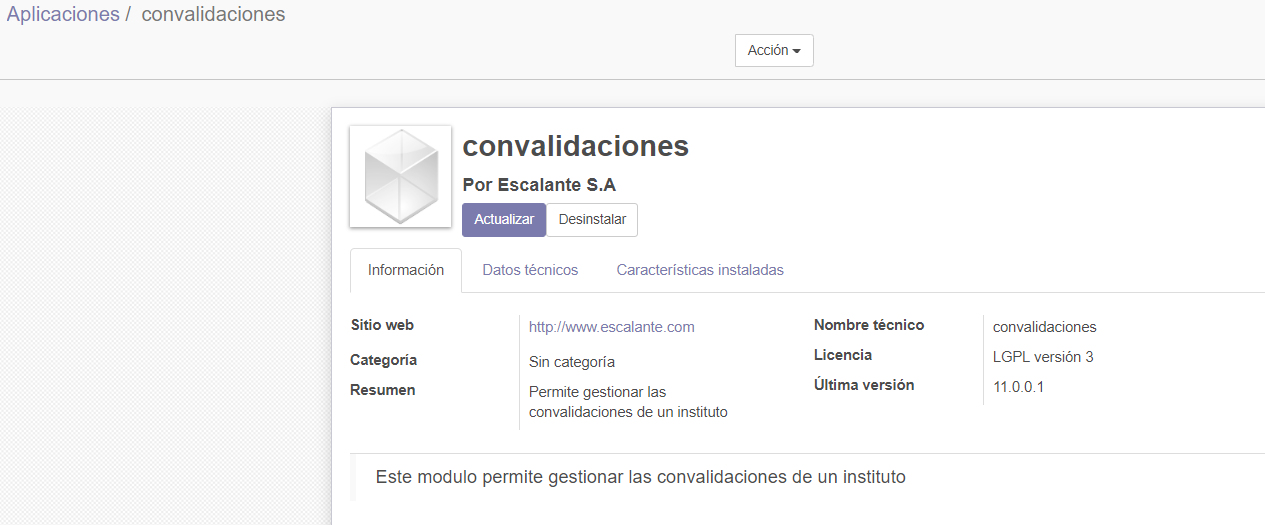 Aplicaciones / convalidaciones
Acción
convalidaciones
Por Escalante S.A
Actualizar Desinstalar
Información Datos técnicos Características instaladas
Sitio web http://www.escalante.com
Categoría Sin categoría
Resumen Permite gestionar las
convalidaciones de un instituto
Nombre técnico convalidaciones
Licencia LGPL versión 3
Última versión 11.0.0.1
Este modulo permite gestionar las convalidaciones de un instituto